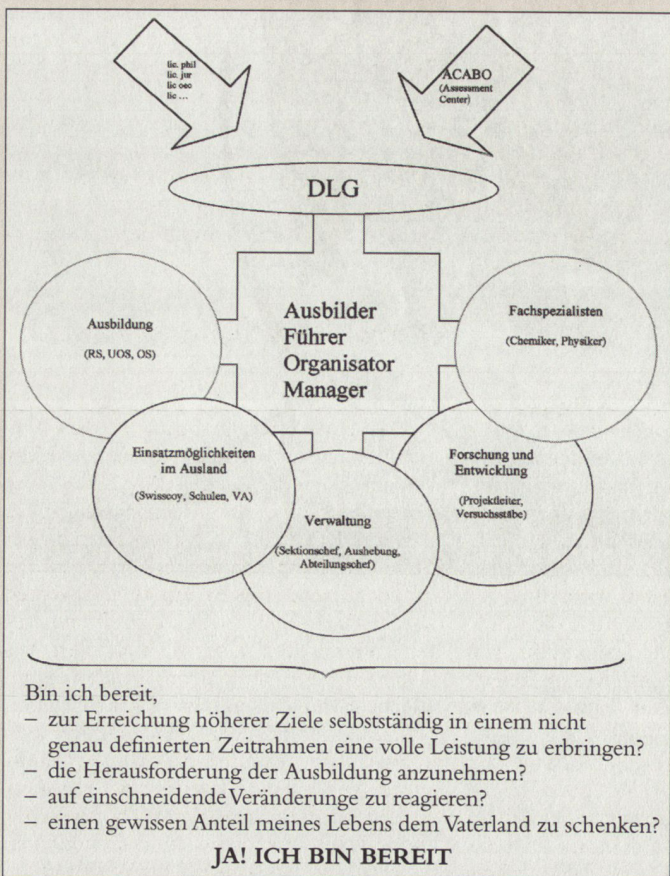 lic. phil
lic. jur
lic oec
lic ...
ACABO
(Assessment
Center)
DLG
Ausbildung
(RS, UOS, OS)
Ausbilder
Führer
Organisator
Manager
Fachspezialisten
(Chemiker, Physiker)
Einsatzmöglichkeiten
im Ausland
(Swisscoy, Schulen, VA)
Verwaltung
(Sektionschef, Aushebung,
Abteilungschef)
Forschung und
Entwicklung
(Projektleiter,
Versuchsstäbe)
Bin ich bereit,
– zur Erreichung höherer Ziele selbstständig in einem nicht
genau definierten Zeitrahmen eine volle Leistung zu erbringen?
– die Herausforderung der Ausbildung anzunehmen?
– auf einschneidende Veränderunge zu reagieren?
– einen gewissen Anteil meines Lebens dem Vaterland zu schenken?
JA! ICH BIN BEREIT